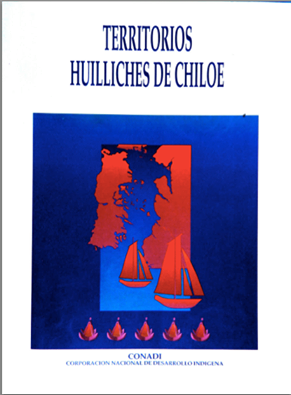 TERRITORIOS
HUILLICHES DE CHILOE
CONADI
CORPORACION NACIONAL DE DESARROLLO INDIGENA